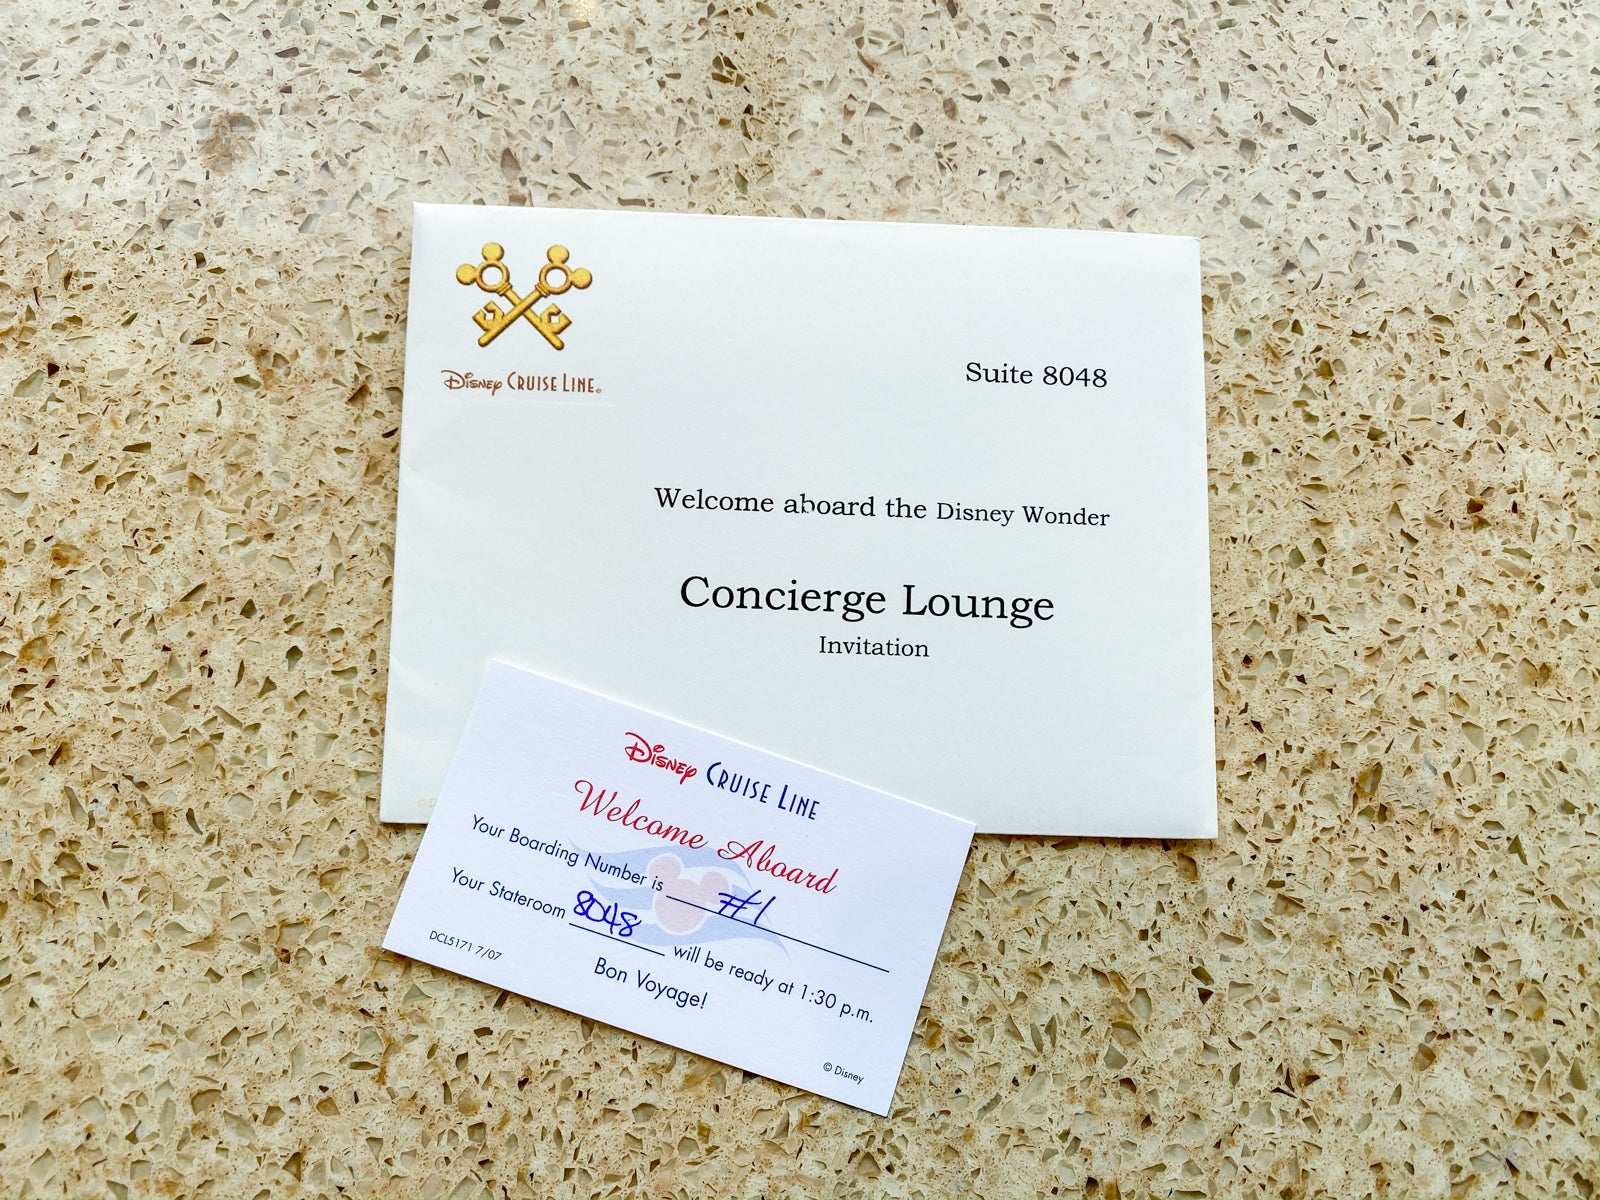 Disney Cruise Line®
Suite 8048
Welcome aboard the Disney Wonder
Concierge Lounge
Invitation
Disney Cruise Line
Welcome Aboard
Your Boarding Number is #1
Your Stateroom 8048 will be ready at 1:30 p.m.
Bon Voyage!
DCL5171 7/07
© Disney